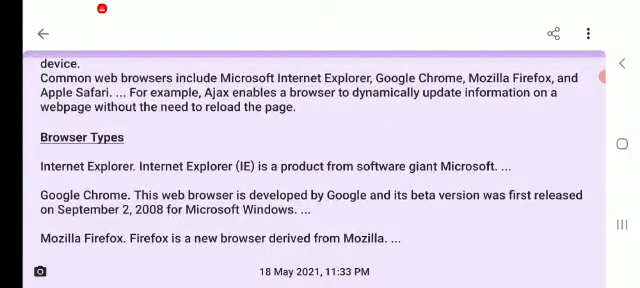 device.
Common web browsers include Microsoft Internet Explorer, Google Chrome, Mozilla Firefox, and
Apple Safari. ... For example, Ajax enables a browser to dynamically update information on a
webpage without the need to reload the page.
Browser Types
Internet Explorer. Internet Explorer (IE) is a product from software giant Microsoft. ...
Google Chrome. This web browser is developed by Google and its beta version was first released
on September 2, 2008 for Microsoft Windows. ...
Mozilla Firefox. Firefox is a new browser derived from Mozilla. ...
18 May 2021, 11:33 PM